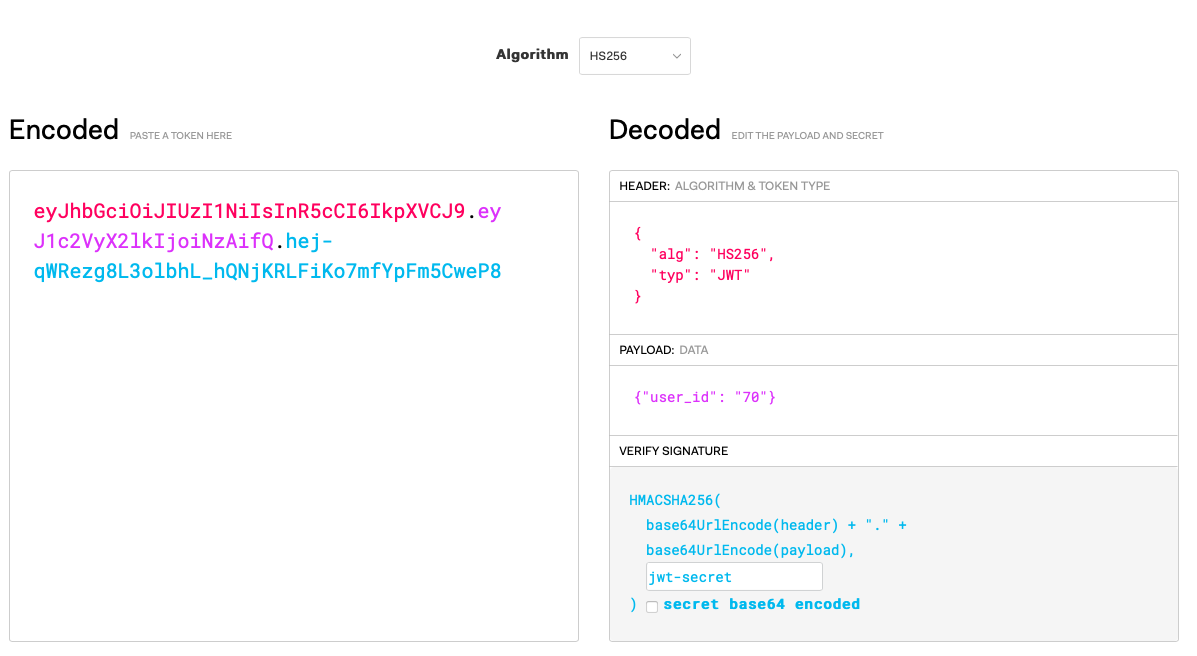 Algorithm HS256
Encoded PASTE A TOKEN HERE
eyJhbGciOiJIUzI1NiIsInR5cCI6IkpXVCJ9.ey
J1c2VyX2lkIjoiNzAifQ.hej-
qWRezg8L3olbhL_hQNjKRLFiKo7mfYpFm5CweP8
Decoded EDIT THE PAYLOAD AND SECRET
HEADER: ALGORITHM & TOKEN TYPE
{
"alg": "HS256",
"typ": "JWT"
}
PAYLOAD: DATA
{"user_id": "70"}
VERIFY SIGNATURE
HMACSHA256(
base64UrlEncode(header) + "." +
base64UrlEncode(payload),
jwt-secret
) secret base64 encoded